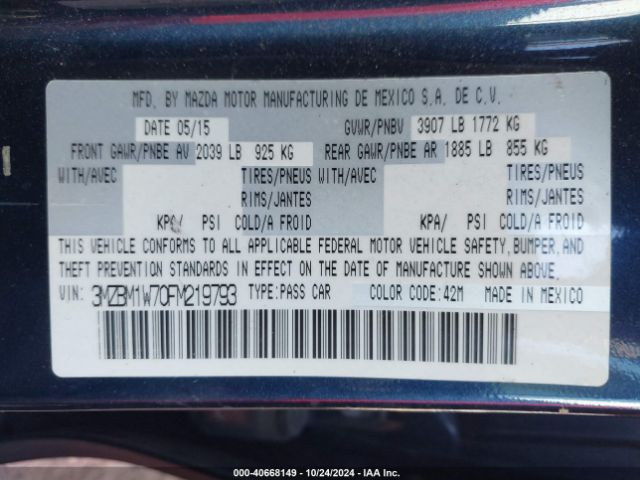 MFD. BY MAZDA MOTOR MANUFACTURING DE MEXICO S.A. DE C.V.
DATE 05/15 GVWR/PNBV 3907 LB 1772 KG
FRONT GAWR/PNBE AV 2039 LB 925 KG REAR GAWR/PNBE AR 1885 LB 855 KG
WITH/AVEC TIRES/PNEUS WITH/AVEC TIRES/PNEUS
RIMS/JANTES RIMS/JANTES
KPA/ PSI COLD/A FROID KPA/ PSI COLD/A FROID
THIS VEHICLE CONFORMS TO ALL APPLICABLE FEDERAL MOTOR VEHICLE SAFETY, BUMPER, AND
THEFT PREVENTION STANDARDS IN EFFECT ON THE DATE OF MANUFACTURE SHOWN ABOVE.
VIN: 3MZBM1W70FM219793 TYPE: PASS CAR COLOR CODE: 42M MADE IN MEXICO
00-40668149 - 10/24/2024 - IAA Inc.